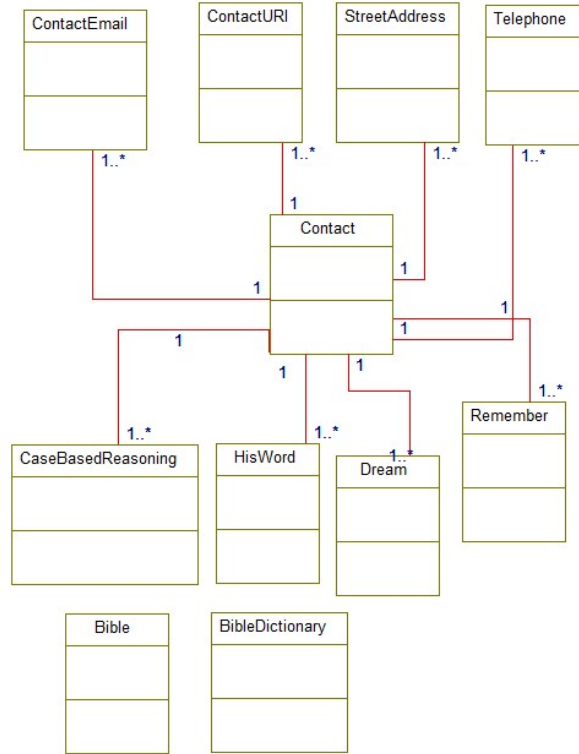 ContactEmail
ContactURI
StreetAddress
Telephone
1..*
1..*
1..*
1..*
1
Contact
1
1
1
1
1
1
1
1..*
1..*
1..*
1..*
CaseBasedReasoning
HisWord
Dream
Remember
Bible
BibleDictionary